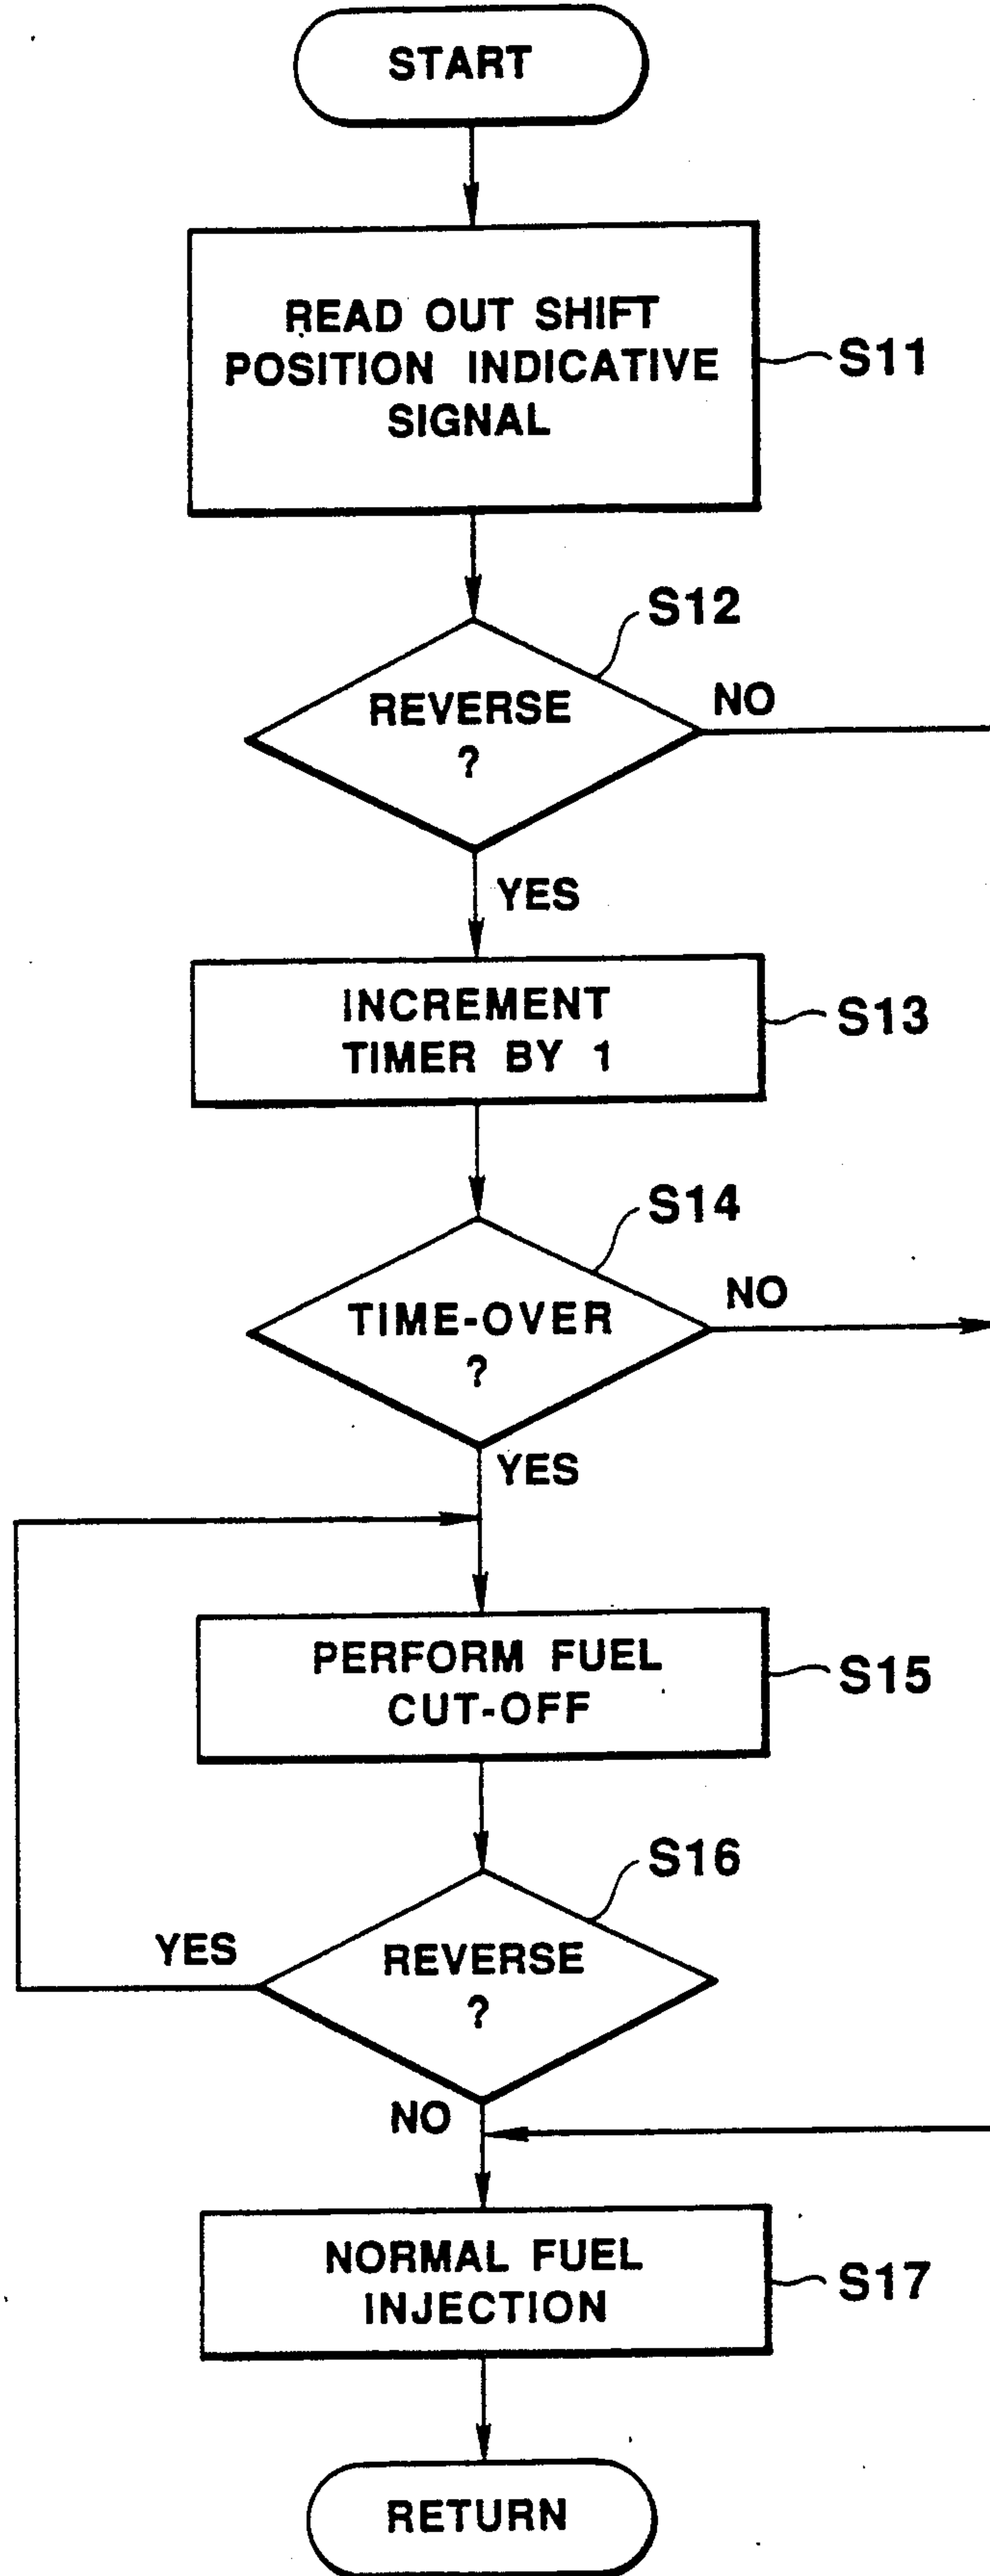 START
READ OUT SHIFT
POSITION INDICATIVE
SIGNAL
S11
S12
REVERSE
?
NO
YES
INCREMENT
TIMER BY 1
S13
S14
TIME-OVER
?
NO
YES
PERFORM FUEL
CUT-OFF
S15
S16
YES
REVERSE
?
NO
NORMAL FUEL
INJECTION
S17
RETURN